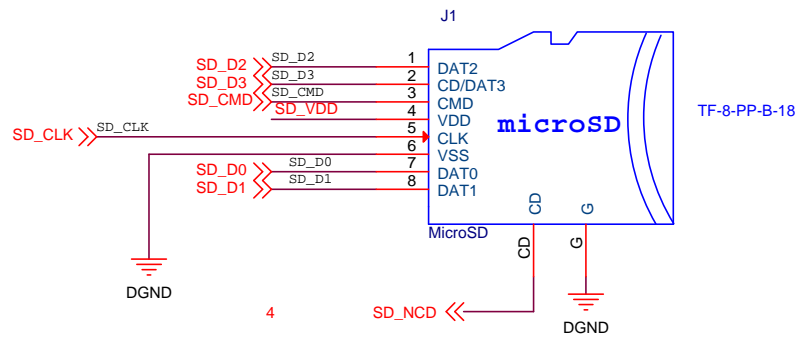 J1
SD_D2 SD_D2 1 DAT2
SD_D3 SD_D3 2 CD/DAT3
SD_CMD SD_CMD 3 CMD
SD_VDD 4 VDD
SD_CLK SD_CLK 5 CLK
6 VSS
SD_D0 SD_D0 7 DAT0
SD_D1 SD_D1 8 DAT1
microSD
TF-8-PP-B-18
CD G
MicroSD
CD G
DGND
4 SD_NCD
DGND